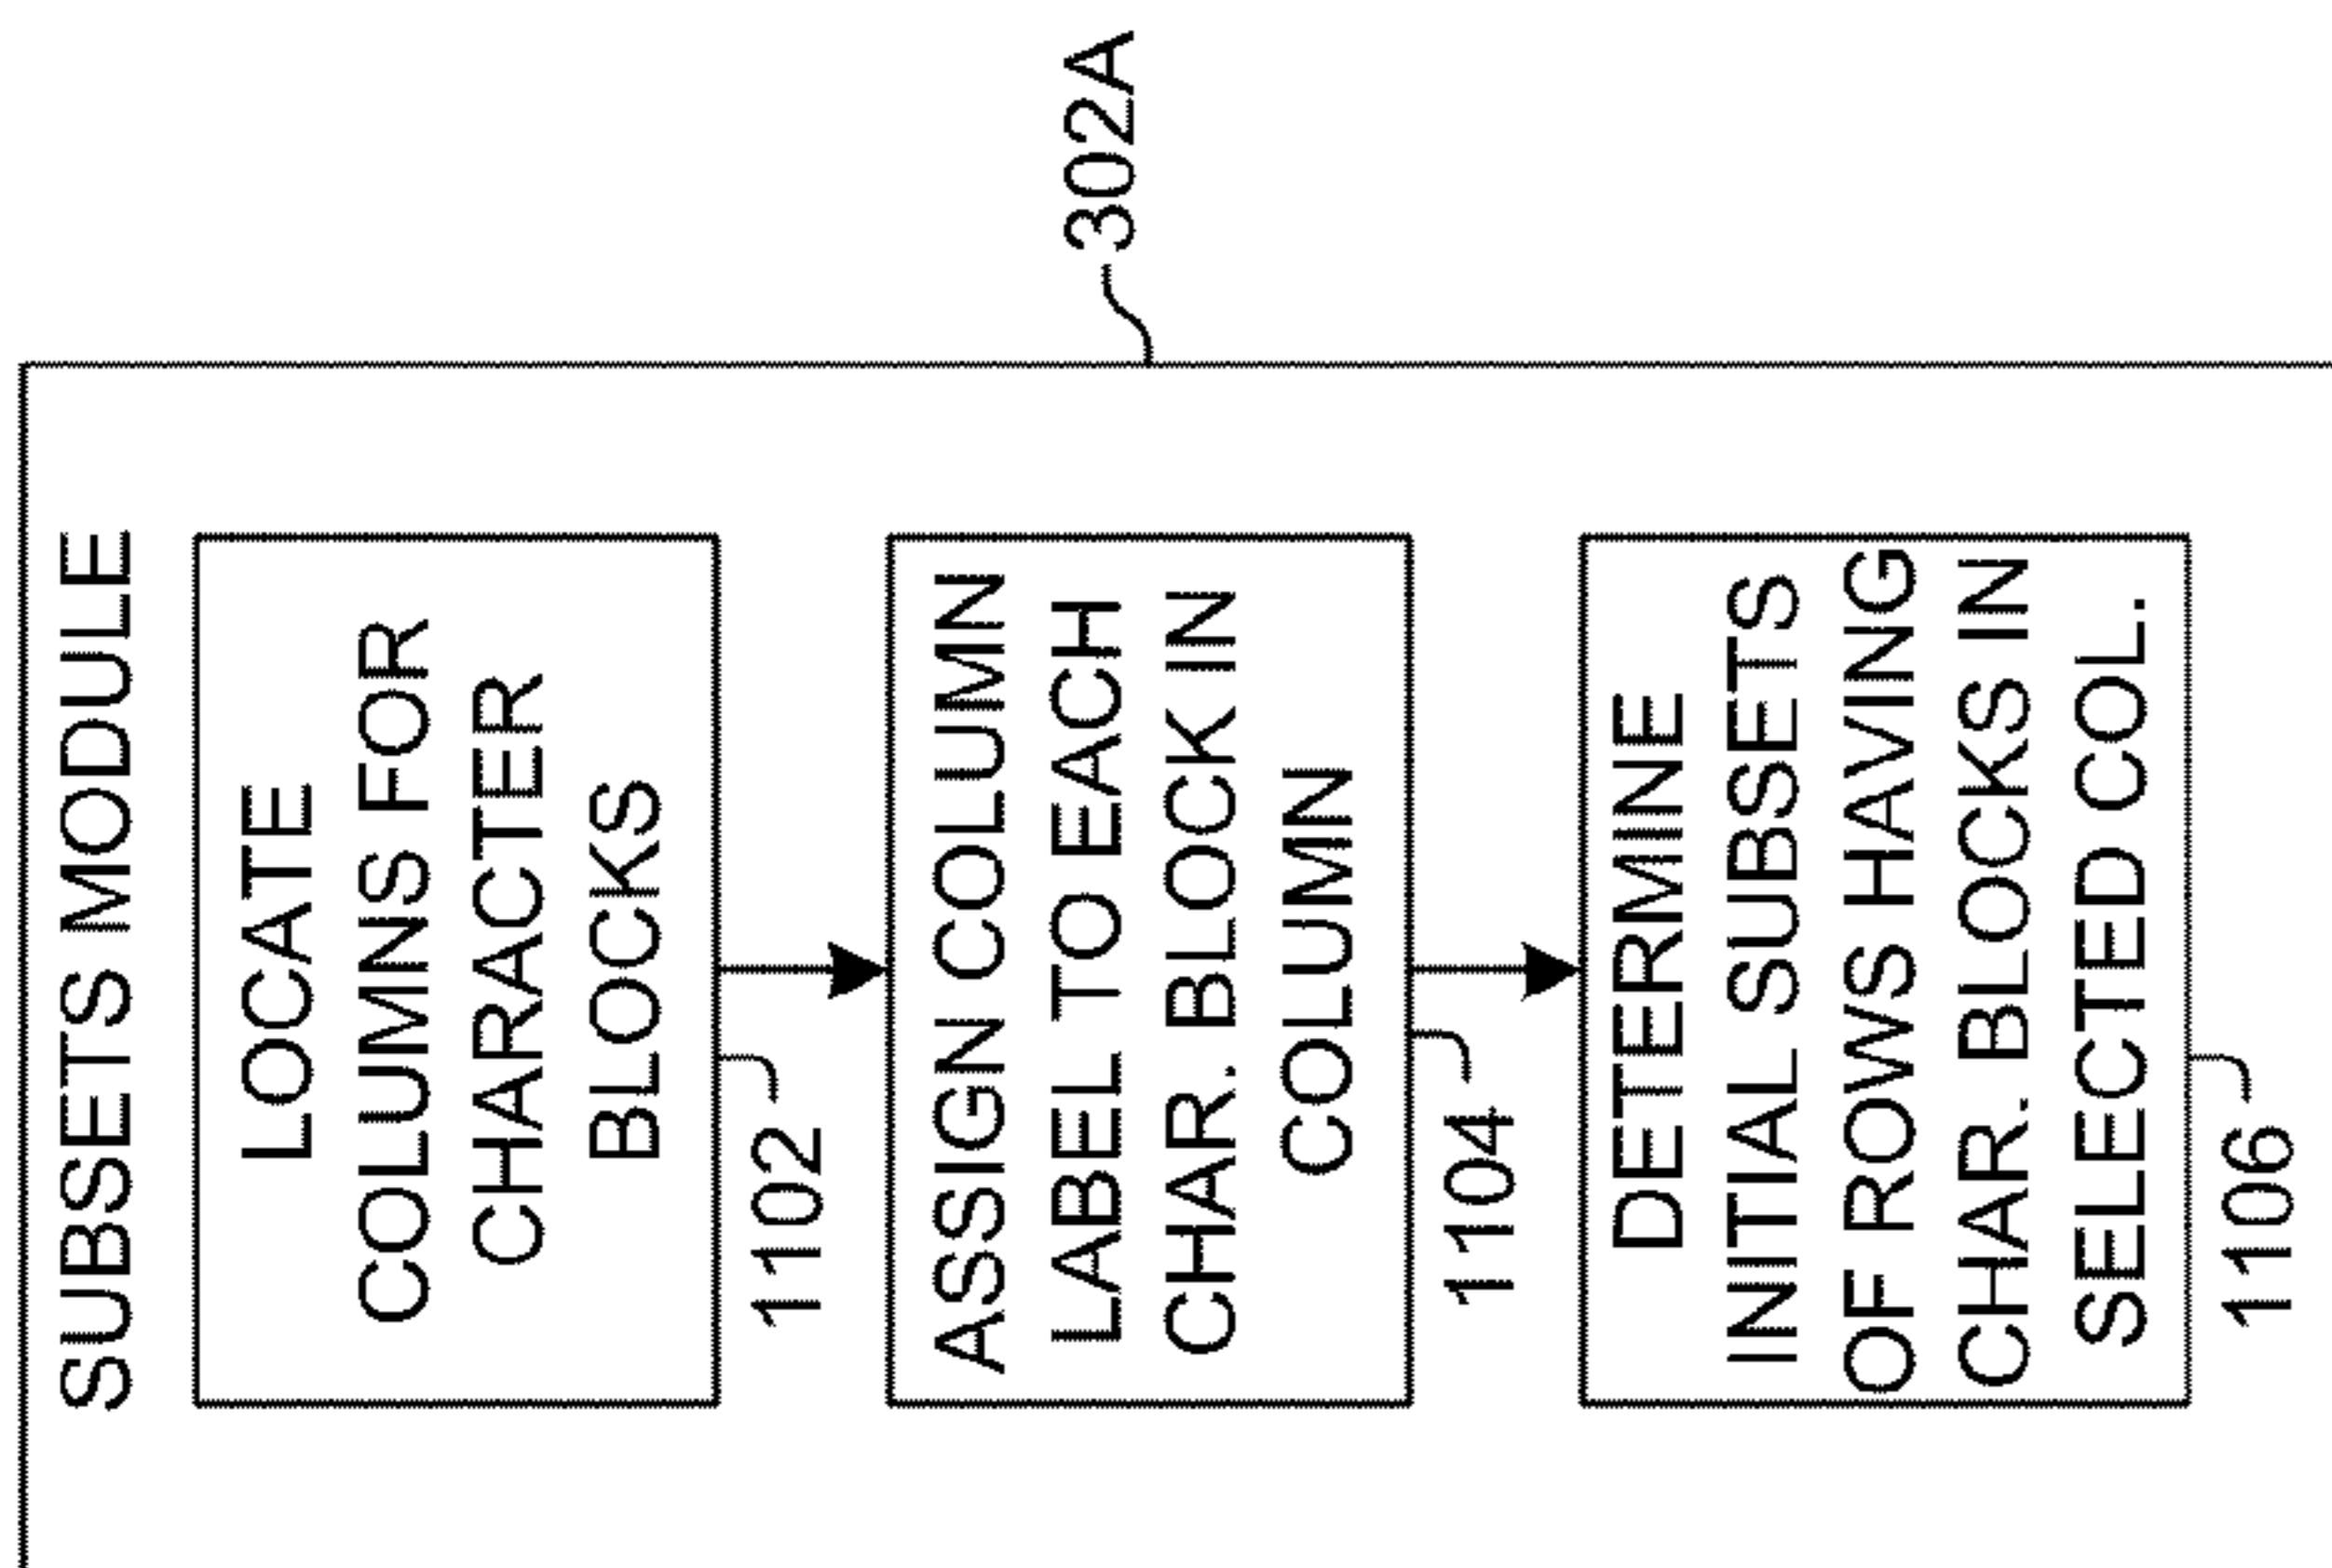 SUBSETS MODULE
LOCATE
COLUMNS FOR
CHARACTER
BLOCKS
1102
ASSIGN COLUMN
LABEL TO EACH
CHAR. BLOCK IN
COLUMN
1104
DETERMINE
INITIAL SUBSETS
OF ROWS HAVING
CHAR. BLOCKS IN
SELECTED COL.
1106
302A